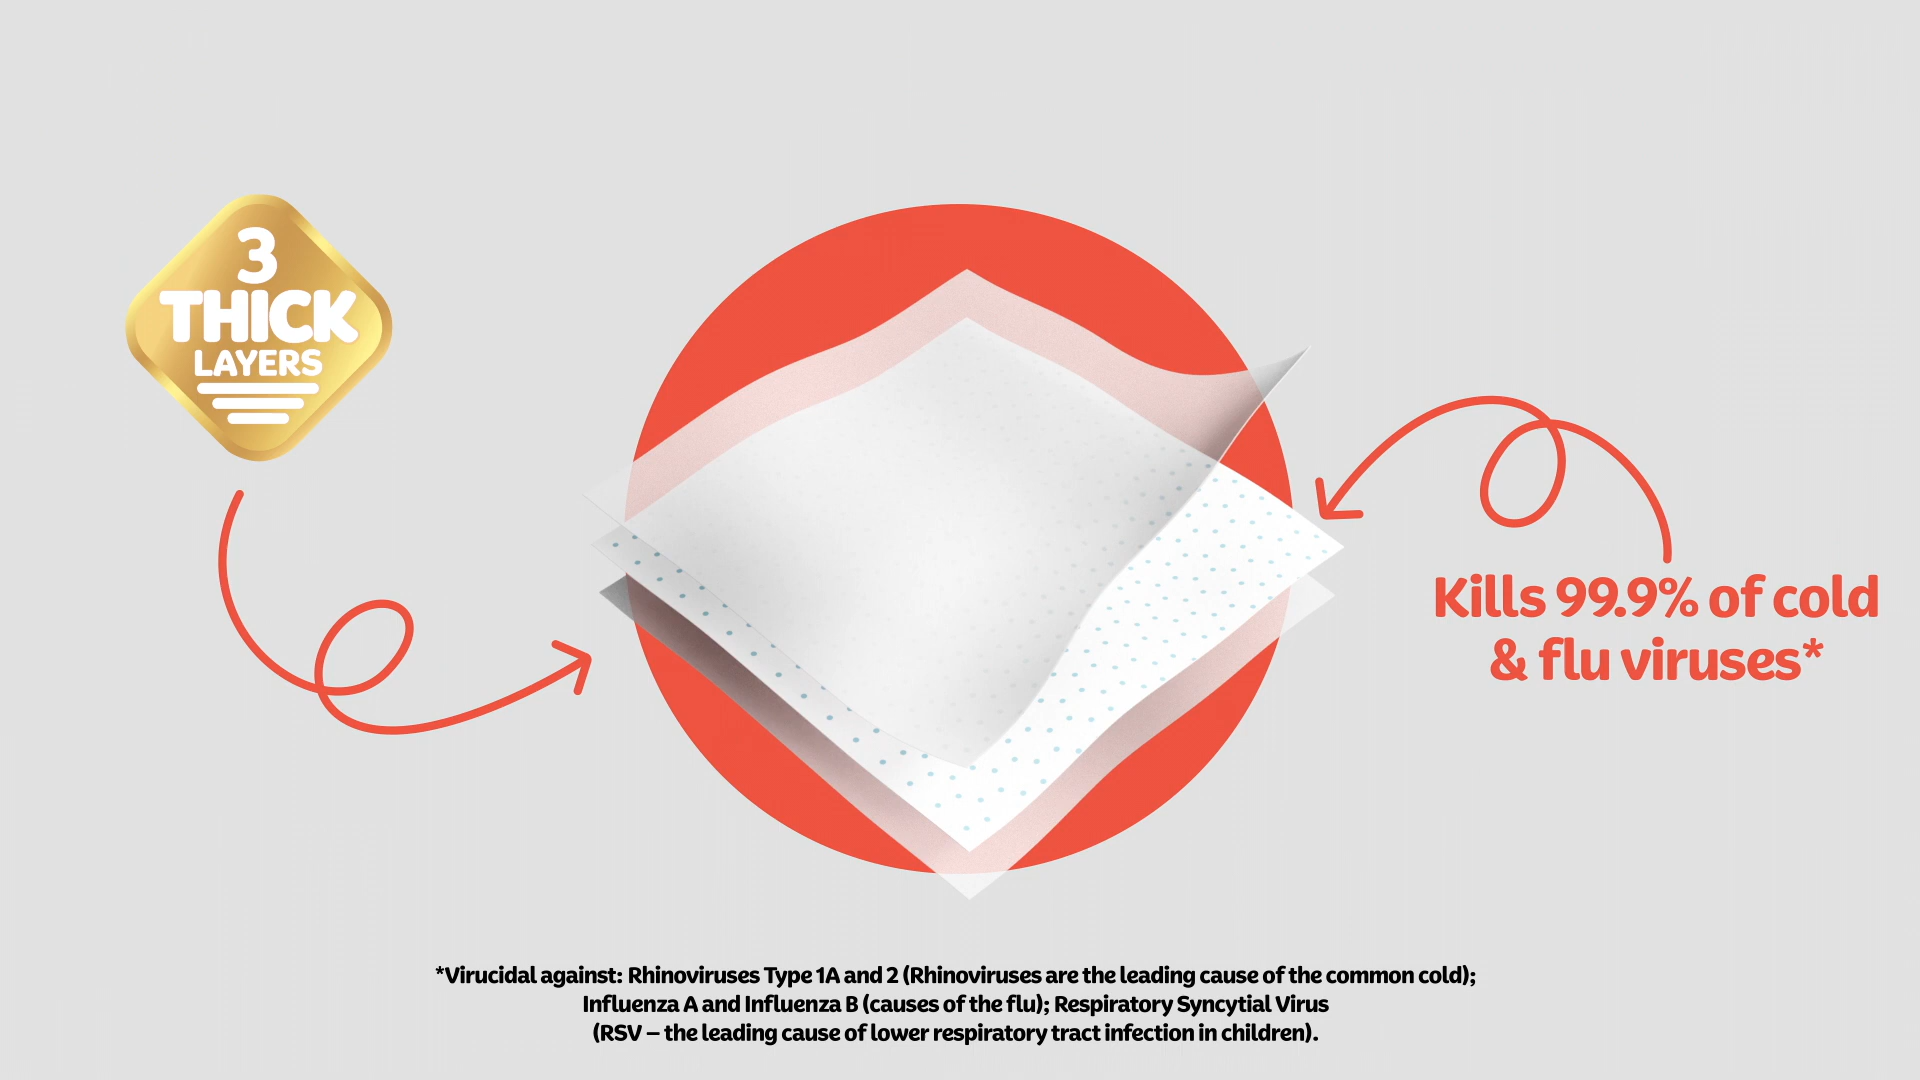 3
THICK
LAYERS
Kills 99.9% of cold
& flu viruses*
*Virucidal against: Rhinoviruses Type 1A and 2 (Rhinoviruses are the leading cause of the common cold);
Influenza A and Influenza B (causes of the flu); Respiratory Syncytial Virus
(RSV – the leading cause of lower respiratory tract infection in children).